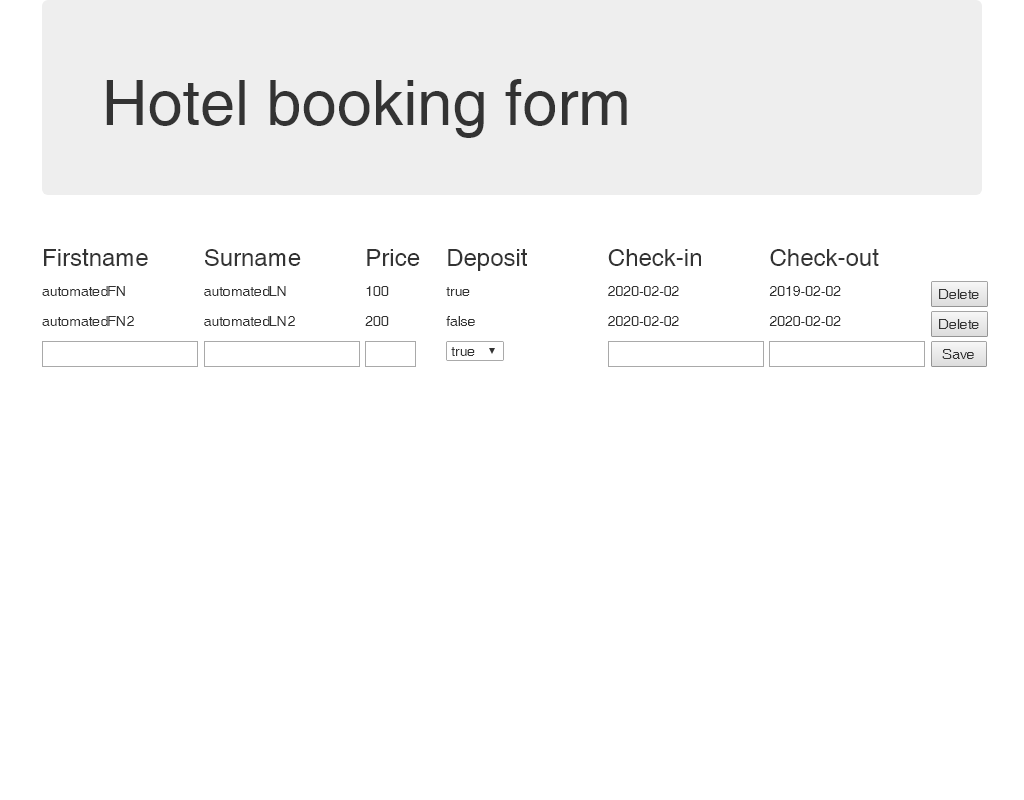 Hotel booking form
Firstname Surname Price Deposit Check-in Check-out
automatedFN automatedLN 100 true 2020-02-02 2019-02-02 Delete
automatedFN2 automatedLN2 200 false 2020-02-02 2020-02-02 Delete
true Save